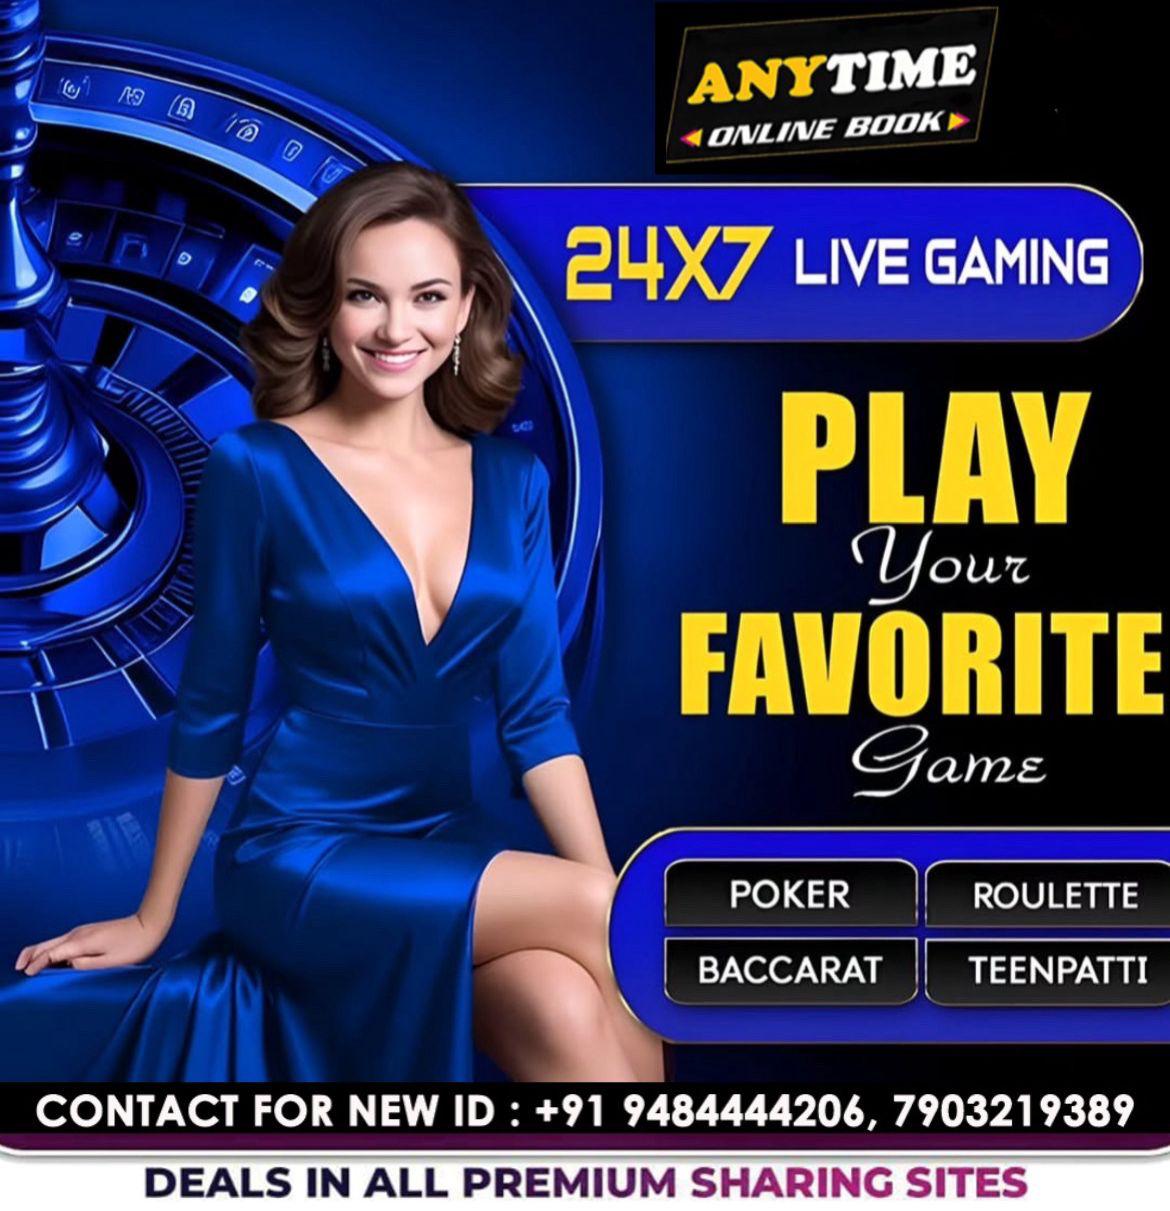 ANYTIME
ONLINE BOOK
24X7 LIVE GAMING
PLAY
Your
FAVORITE
Game
POKER ROULETTE
BACCARAT TEENPATTI
CONTACT FOR NEW ID : +91 9484444206, 7903219389
DEALS IN ALL PREMIUM SHARING SITES